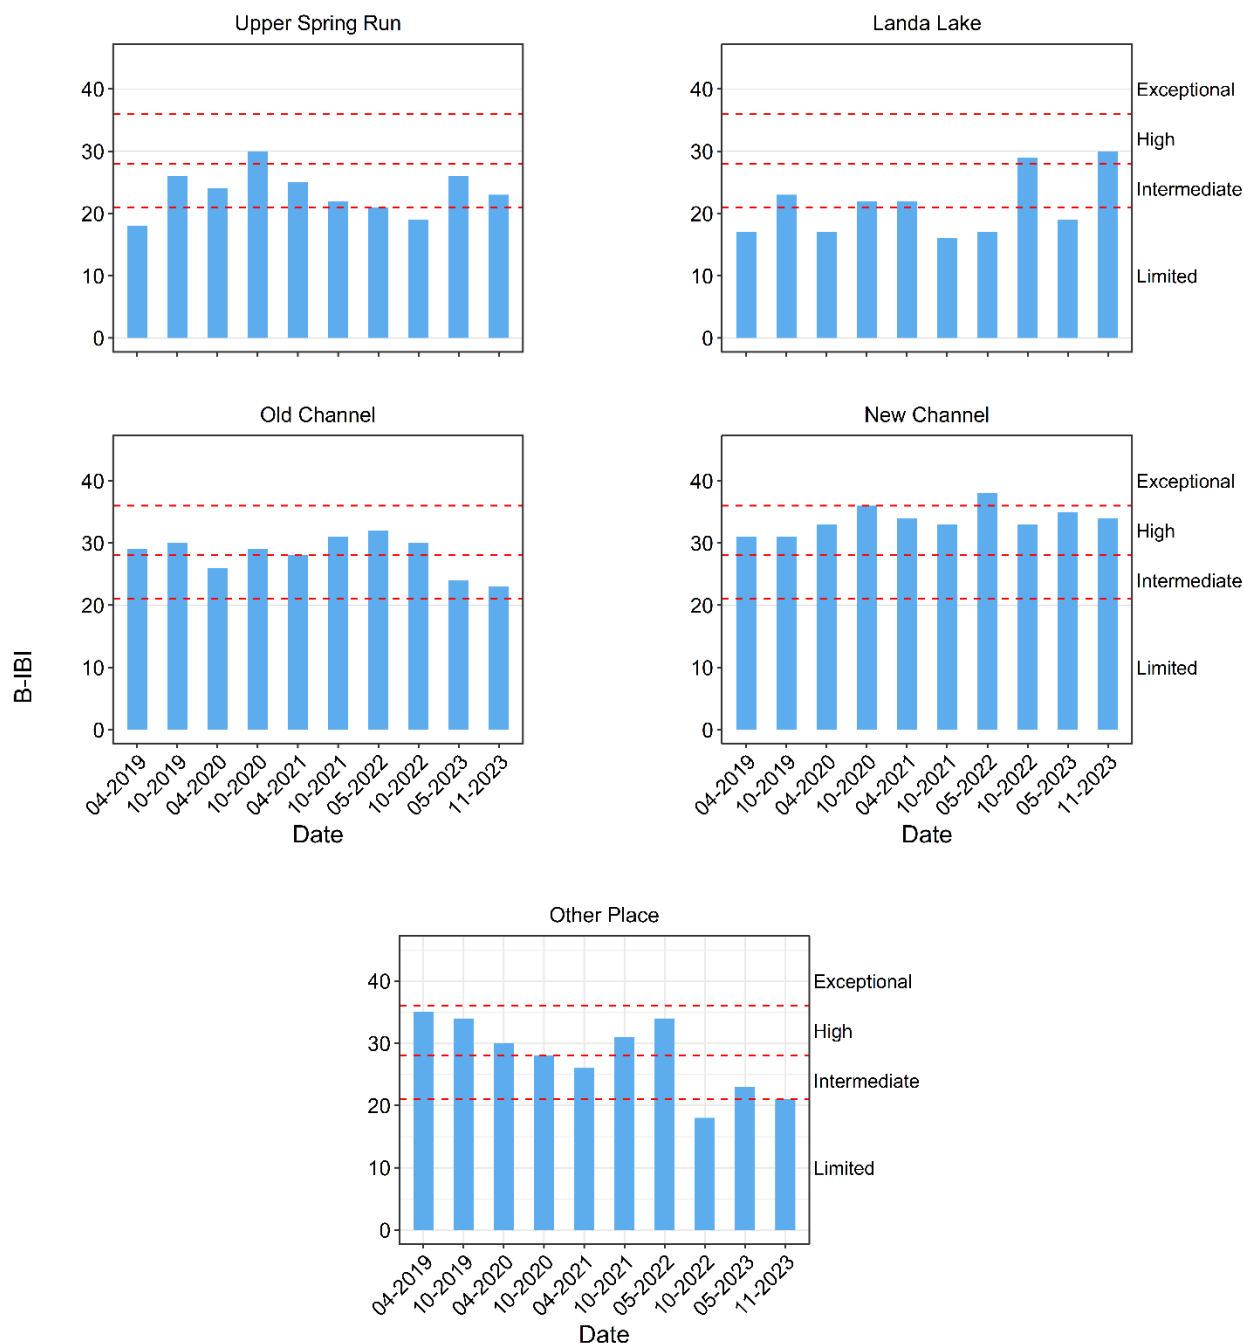 Upper Spring Run
Landa Lake
40
30
20
10
0
40
30
20
10
0
Exceptional
High
Intermediate
Limited
Old Channel
New Channel
B-IBI
40
30
20
10
0
04-2019
10-2019
04-2020
10-2020
04-2021
10-2021
05-2022
10-2022
05-2023
11-2023
Date
40
30
20
10
0
Exceptional
High
Intermediate
Limited
04-2019
10-2019
04-2020
10-2020
04-2021
10-2021
05-2022
10-2022
05-2023
11-2023
Date
Other Place
40
30
20
10
0
Exceptional
High
Intermediate
Limited
04-2019
10-2019
04-2020
10-2020
04-2021
10-2021
05-2022
10-2022
05-2023
11-2023
Date